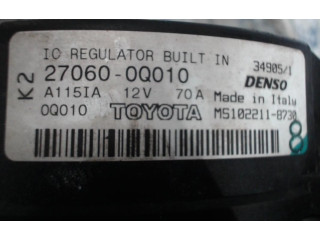 IC REGULATOR BUILT IN
34905/1
K2
27060-0Q010
DENSO
A115IA 12V 70A
Made in Italy
0Q010 TOYOTA
MS102211-8730
8